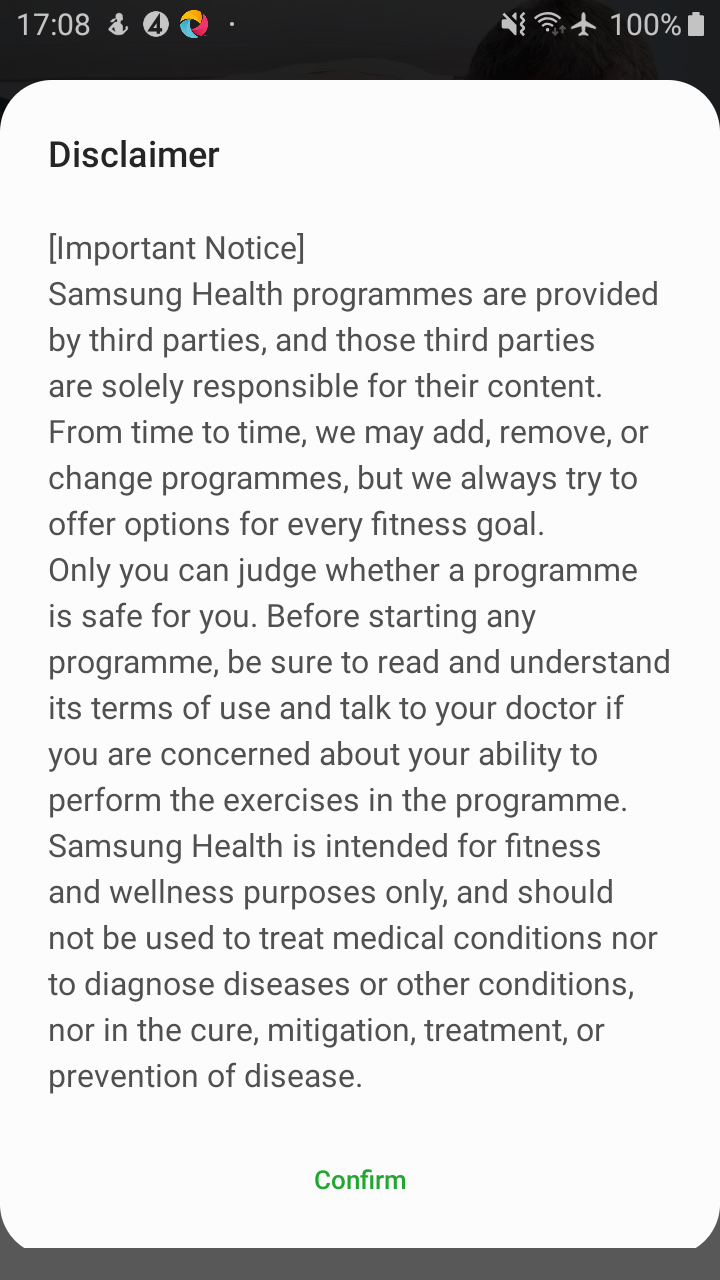 17:08
100%
Disclaimer
[Important Notice]
Samsung Health programmes are provided
by third parties, and those third parties
are solely responsible for their content.
From time to time, we may add, remove, or
change programmes, but we always try to
offer options for every fitness goal.
Only you can judge whether a programme
is safe for you. Before starting any
programme, be sure to read and understand
its terms of use and talk to your doctor if
you are concerned about your ability to
perform the exercises in the programme.
Samsung Health is intended for fitness
and wellness purposes only, and should
not be used to treat medical conditions nor
to diagnose diseases or other conditions,
nor in the cure, mitigation, treatment, or
prevention of disease.
Confirm